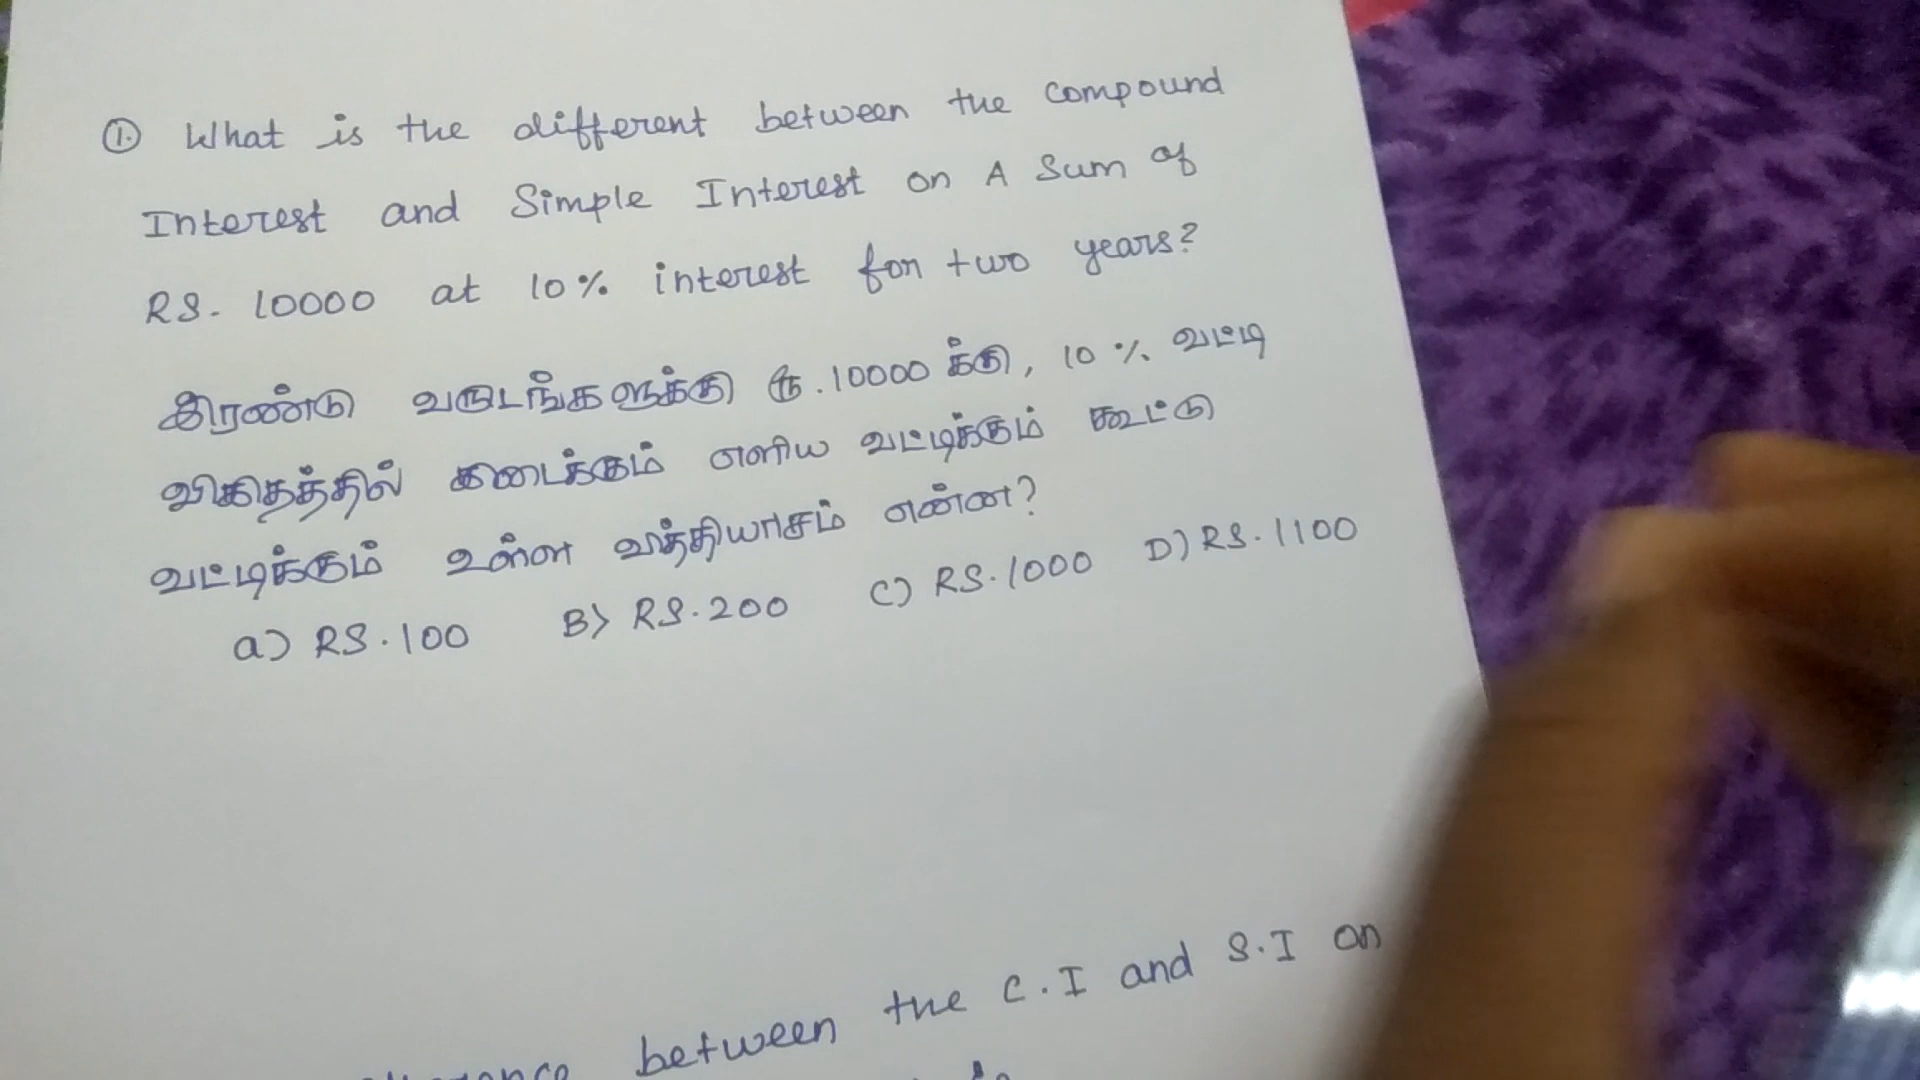 ① What is the different between the compound
Interest and Simple Interest on A Sum of
RS. 10000 at 10% interest for two years?
இரண்டு வருடங்களுக்கு ரூ.10000 க்கு, 10 % வட்டி
விகிதத்தில் கிடைக்கும் எளிய வட்டிக்கும் கூட்டு
வட்டிக்கும் உள்ள வித்தியாசம் என்ன?
a) RS.100 B) RS.200 C) RS.1000 D) RS.1100
between the C.I and S.I on